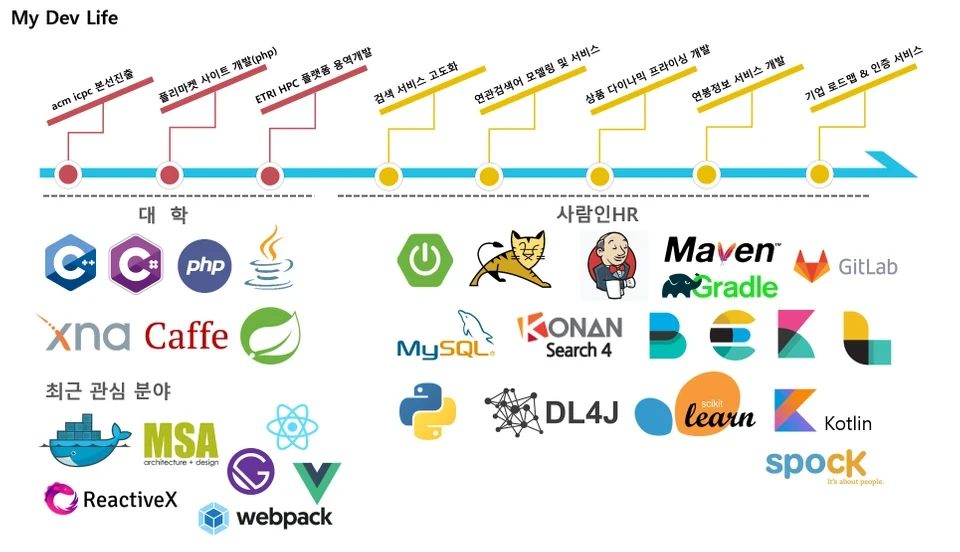 My Dev Life
acm icpc 본선진출
플리마켓 사이트 개발(php)
ETRI HPC 플랫폼 용역개발
검색 서비스 고도화
연관검색어 모델링 및 서비스
상품 다이나믹 프라이싱 개발
연봉정보 서비스 개발
기업 로드맵 & 인증 서비스
대 학
사람인HR
C++
C#
php
Java
Maven™
Gradle
GitLab
xna
Caffe
MySQL
KONAN
Search 4
B E K L
최근 관심 분야
DL4J
scikit
learn
Kotlin
docker
MSA
architecture + design
spock
It's about people.
ReactiveX
webpack